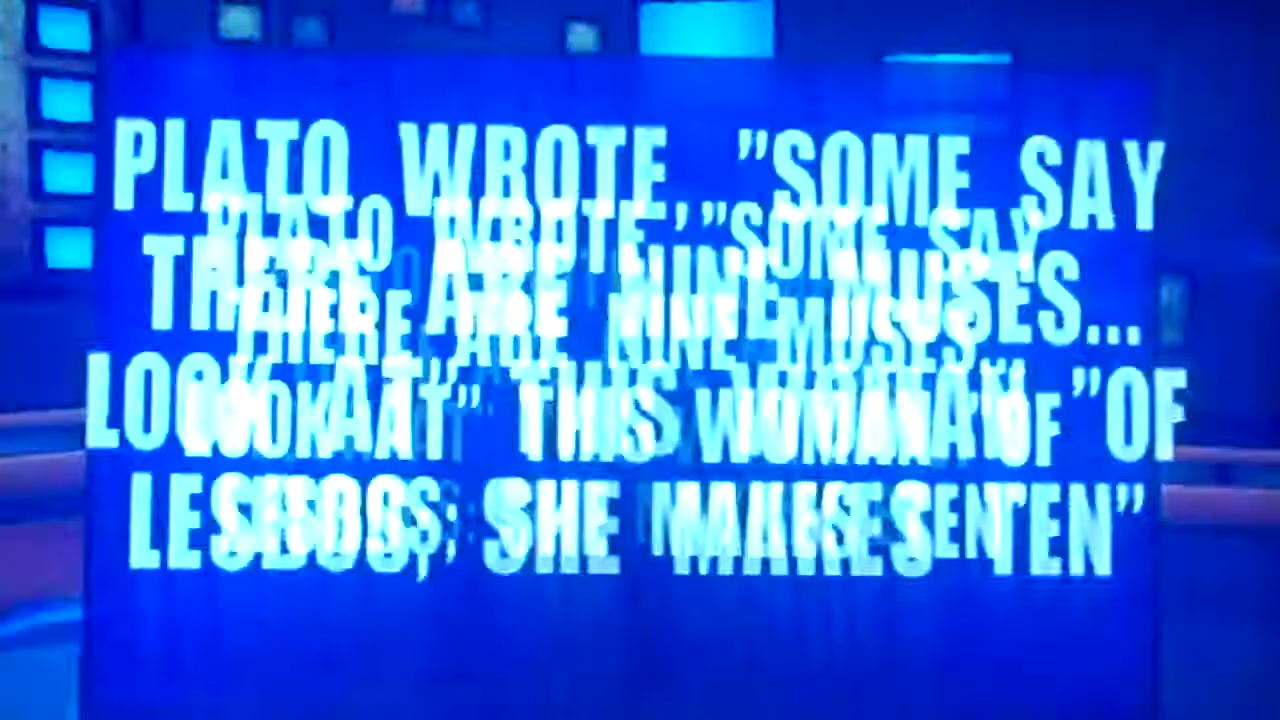 PLATO WROTE, "SOME SAY
THERE ARE NINE MUSES...
LOOK AT" THIS WOMAN "OF
LESBOS; SHE MAKES TEN"